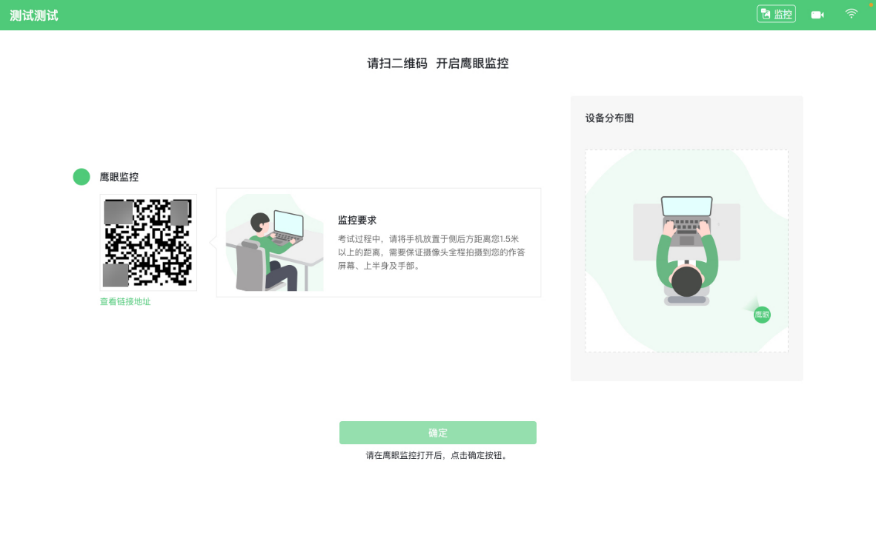 测试测试
监控
请扫二维码 开启鹰眼监控
鹰眼监控
查看链接地址
监控要求
考试过程中，请将手机放置于侧后方距离您1.5米
以上的距离，需要保证摄像头全程拍摄到您的作答
屏幕、上半身及手部。
设备分布图
鹰眼
确定
请在鹰眼监控打开后，点击确定按钮。